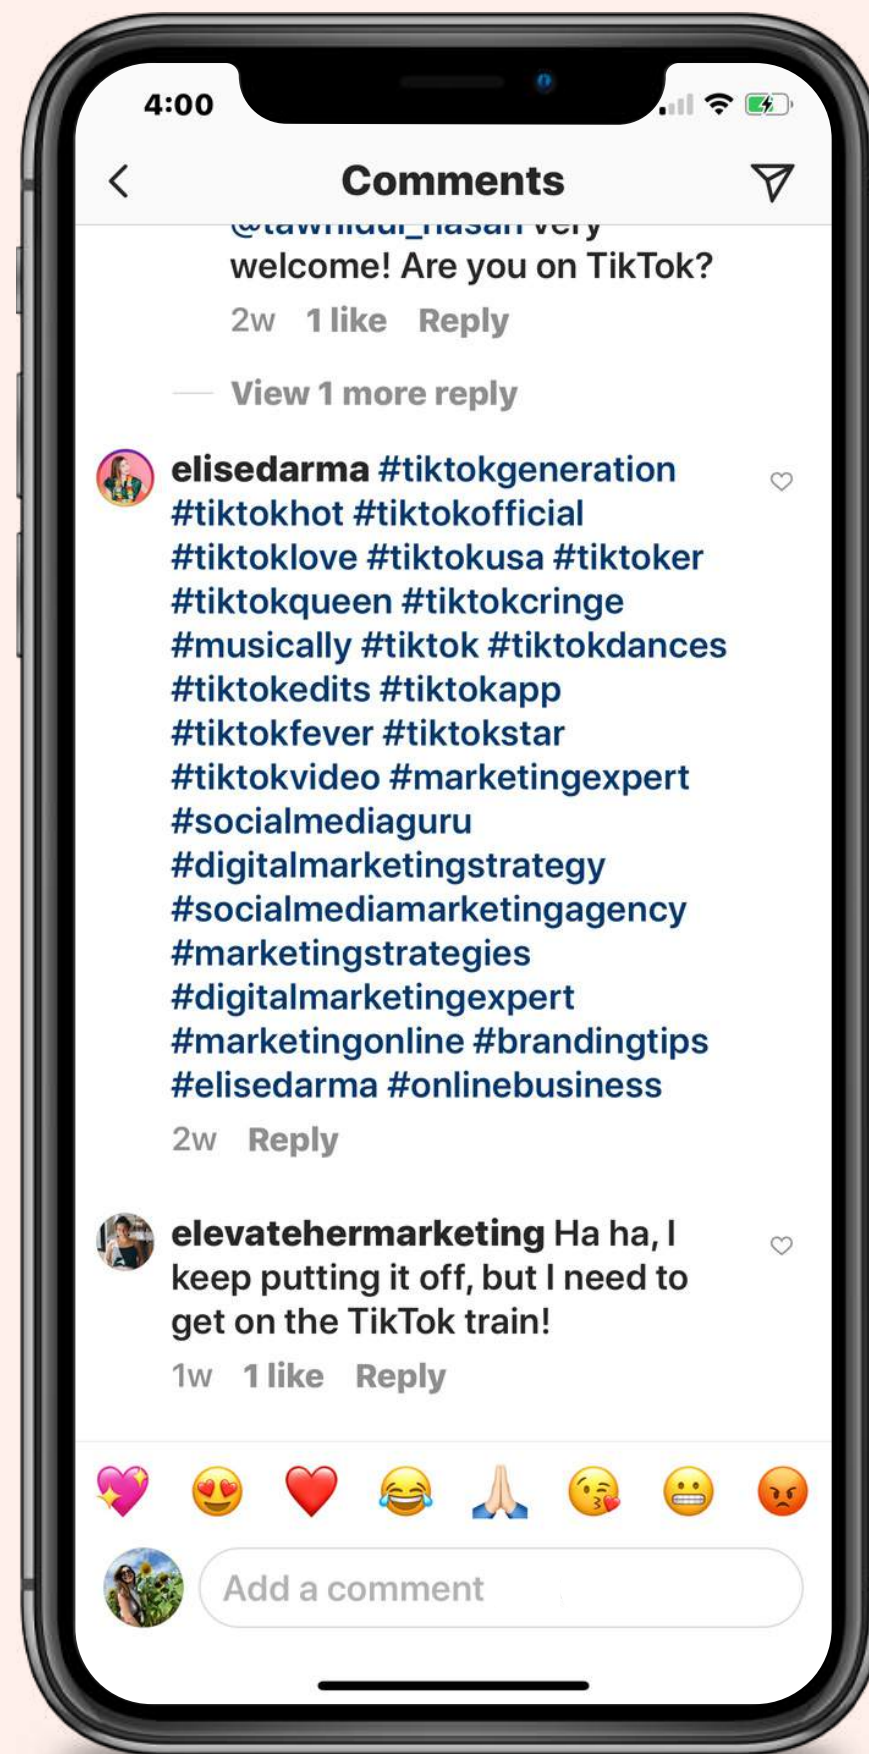 4:00
Comments
@tawhidul_hasan very
welcome! Are you on TikTok?
2w 1 like Reply
View 1 more reply
elisedarma #tiktokgeneration
#tiktokhot #tiktokofficial
#tiktoklove #tiktokusa #tiktoker
#tiktokqueen #tiktokcringe
#musically #tiktok #tiktokdances
#tiktokedits #tiktokapp
#tiktokfever #tiktokstar
#tiktokvideo #marketingexpert
#socialmediaguru
#digitalmarketingstrategy
#socialmediamarketingagency
#marketingstrategies
#digitalmarketingexpert
#marketingonline #brandingtips
#elisedarma #onlinebusiness
2w Reply
elevatehermarketing Ha ha, I
keep putting it off, but I need to
get on the TikTok train!
1w 1 like Reply
Add a comment